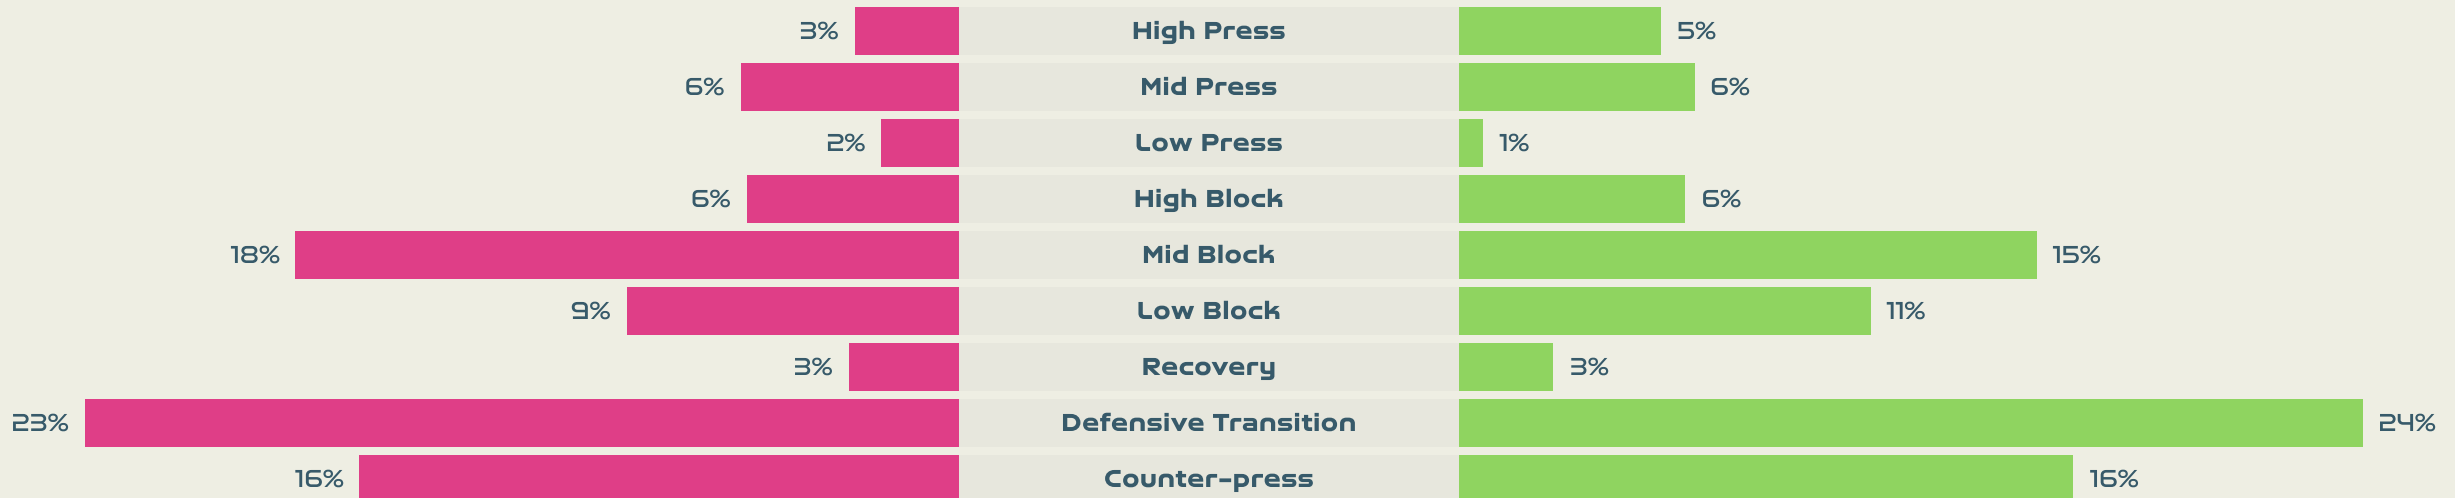 3% High Press 5%
6% Mid Press 6%
2% Low Press 1%
6% High Block 6%
18% Mid Block 15%
9% Low Block 11%
3% Recovery 3%
23% Defensive Transition 24%
16% Counter-press 16%